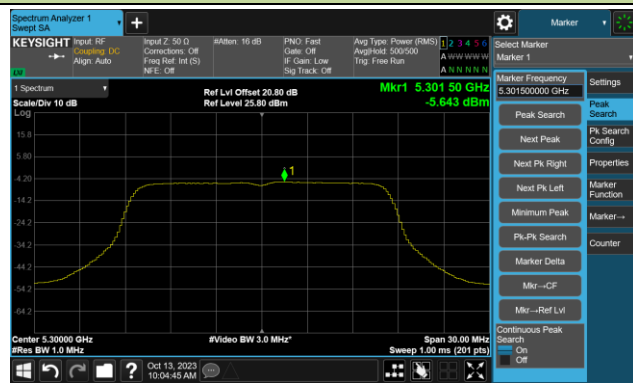 Spectrum Analyzer 1
Swept SA
+
Marker
KEYSIGHT
Input: RF
Coupling: DC
Align: Auto
Input Z: 50 Ω
Corrections: Off
Freq Ref: Int (S)
NFE: Off
#Atten: 16 dB
PNO: Fast
Gate: Off
IF Gain: Low
Sig Track: Off
Avg Type: Power (RMS)
Avg|Hold: 500/500
Trig: Free Run
1 2 3 4 5 6
A W W W W W
A N N N N N
Select Marker
Marker 1
1 Spectrum
Scale/Div 10 dB
Log
Ref Lvl Offset 20.80 dB
Ref Level 25.80 dBm
Mkr1 5.301 50 GHz
-5.643 dBm
15.8
5.80
-4.20
-14.2
-24.2
-34.2
-44.2
-54.2
-64.2
1
Center 5.30000 GHz
#Res BW 1.0 MHz
#Video BW 3.0 MHz*
Span 30.00 MHz
Sweep 1.00 ms (201 pts)
Marker Frequency
5.301500000 GHz
Peak Search
Next Peak
Next Pk Right
Next Pk Left
Minimum Peak
Pk-Pk Search
Marker Delta
Mkr→CF
Mkr→Ref Lvl
Continuous Peak
Search
On
Off
Settings
Peak
Search
Pk Search
Config
Properties
Marker
Function
Marker→
Counter
?
Oct 13, 2023
10:04:45 AM